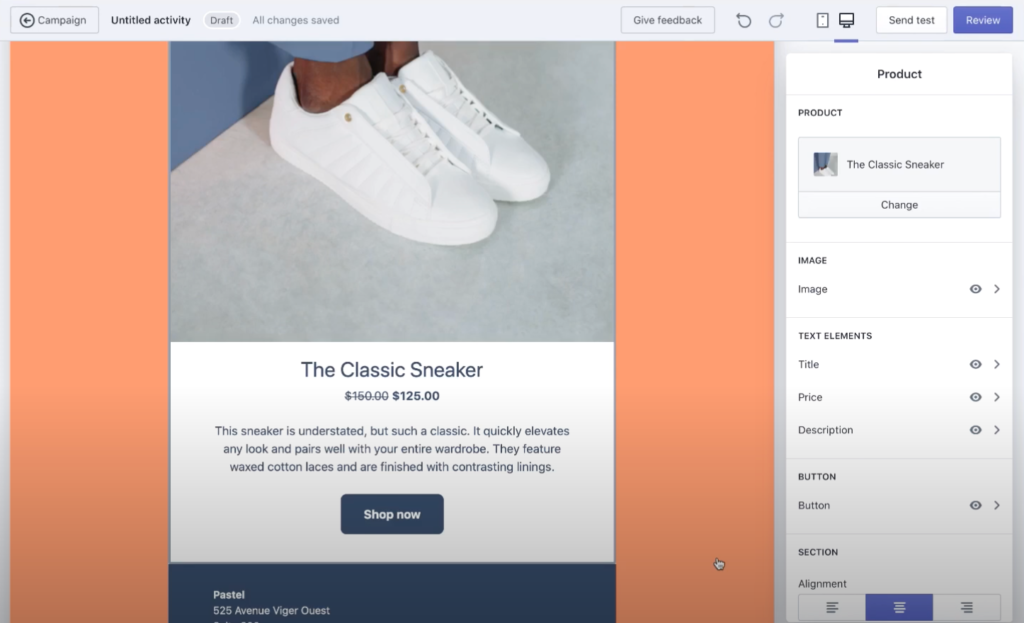 Campaign
Untitled activity
Draft
All changes saved
Give feedback
Send test
Review
The Classic Sneaker
$150.00 $125.00
This sneaker is understated, but such a classic. It quickly elevates
any look and pairs well with your entire wardrobe. They feature
waxed cotton laces and are finished with contrasting linings.
Shop now
Pastel
525 Avenue Viger Ouest
Product
PRODUCT
The Classic Sneaker
Change
IMAGE
Image
TEXT ELEMENTS
Title
Price
Description
BUTTON
Button
SECTION
Alignment